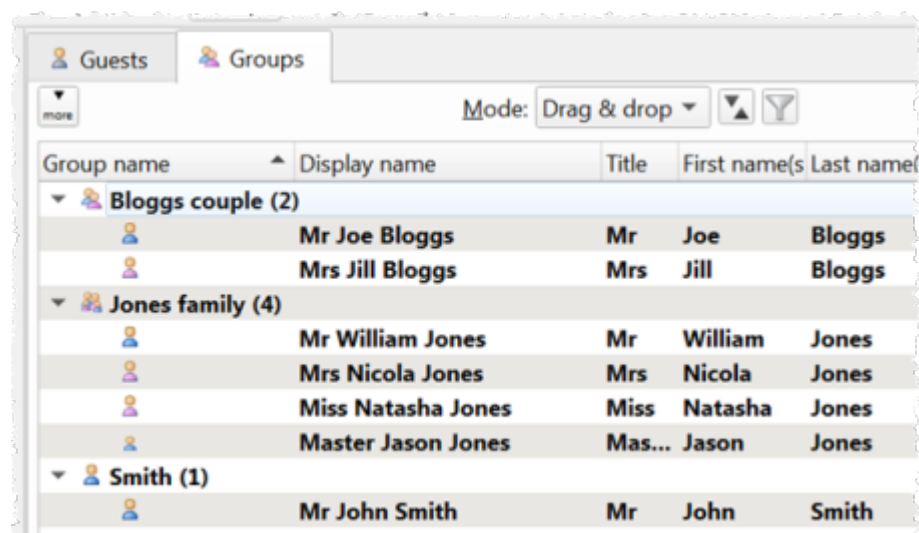 Guests Groups
more Mode: Drag & drop
Group name Display name Title First name(s Last name(
Bloggs couple (2)
Mr Joe Bloggs Mr Joe Bloggs
Mrs Jill Bloggs Mrs Jill Bloggs
Jones family (4)
Mr William Jones Mr William Jones
Mrs Nicola Jones Mrs Nicola Jones
Miss Natasha Jones Miss Natasha Jones
Master Jason Jones Mas... Jason Jones
Smith (1)
Mr John Smith Mr John Smith